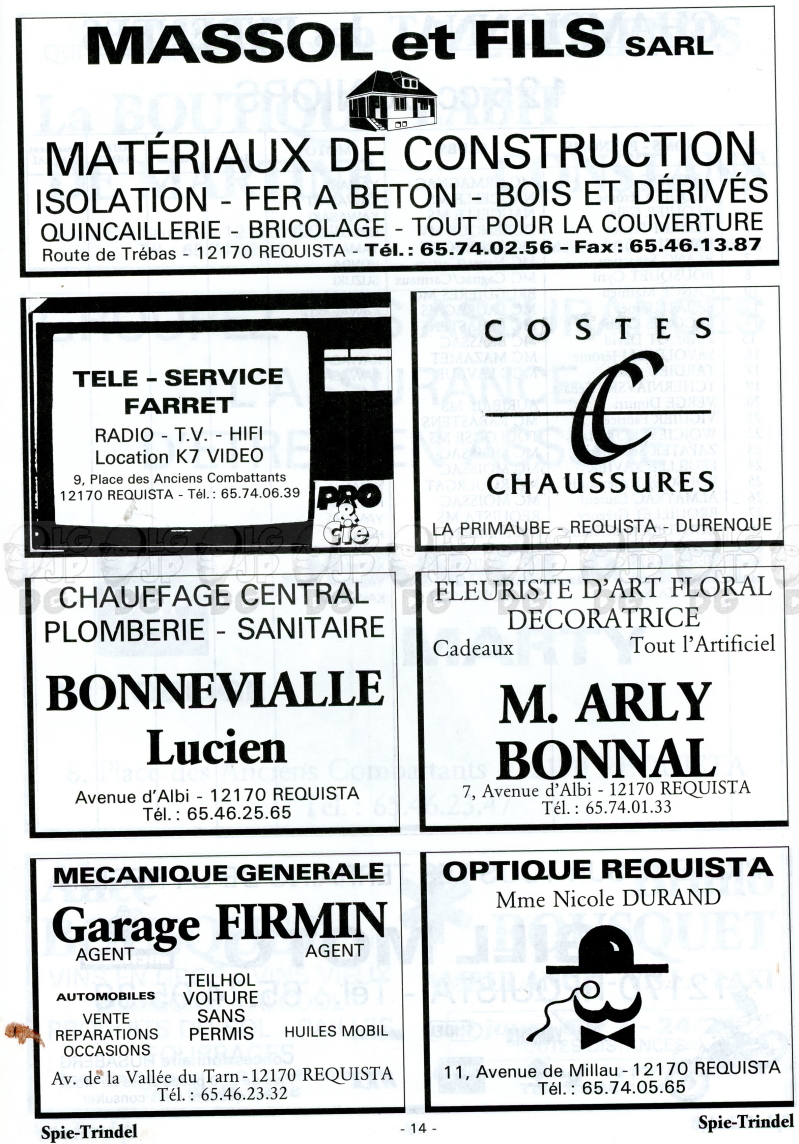 MASSOL et FILS SARL
MATÉRIAUX DE CONSTRUCTION
ISOLATION - FER A BETON - BOIS ET DÉRIVÉS
QUINCAILLERIE - BRICOLAGE - TOUT POUR LA COUVERTURE
Route de Trébas - 12170 REQUISTA - Tél.: 65.74.02.56 - Fax: 65.46.13.87
TELE - SERVICE
FARRET
RADIO - T.V. - HIFI
Location K7 VIDEO
9, Place des Anciens Combattants
12170 REQUISTA - Tél.: 65.74.06.39
PRO
&
Cie
COSTES
C
CHAUSSURES
LA PRIMAUBE - REQUISTA - DURENQUE
CHAUFFAGE CENTRAL
PLOMBERIE - SANITAIRE
BONNEVIALLE
Lucien
Avenue d'Albi - 12170 REQUISTA
Tél. : 65.46.25.65
FLEURISTE D'ART FLORAL
DECORATRICE
Cadeaux Tout l'Artificiel
M. ARLY
BONNAL
7, Avenue d'Albi - 12170 REQUISTA
Tél. : 65.74.01.33
MECANIQUE GENERALE
Garage FIRMIN
AGENT
AUTOMOBILES
VENTE
REPARATIONS
OCCASIONS
TEILHOL
VOITURE
SANS
PERMIS
AGENT
HUILES MOBIL
Av. de la Vallée du Tarn - 12170 REQUISTA
Tél. : 65.46.23.32
OPTIQUE REQUISTA
Mme Nicole DURAND
11, Avenue de Millau - 12170 REQUISTA
Tél. : 65.74.05.65
Spie-Trindel
- 14 -
Spie-Trindel